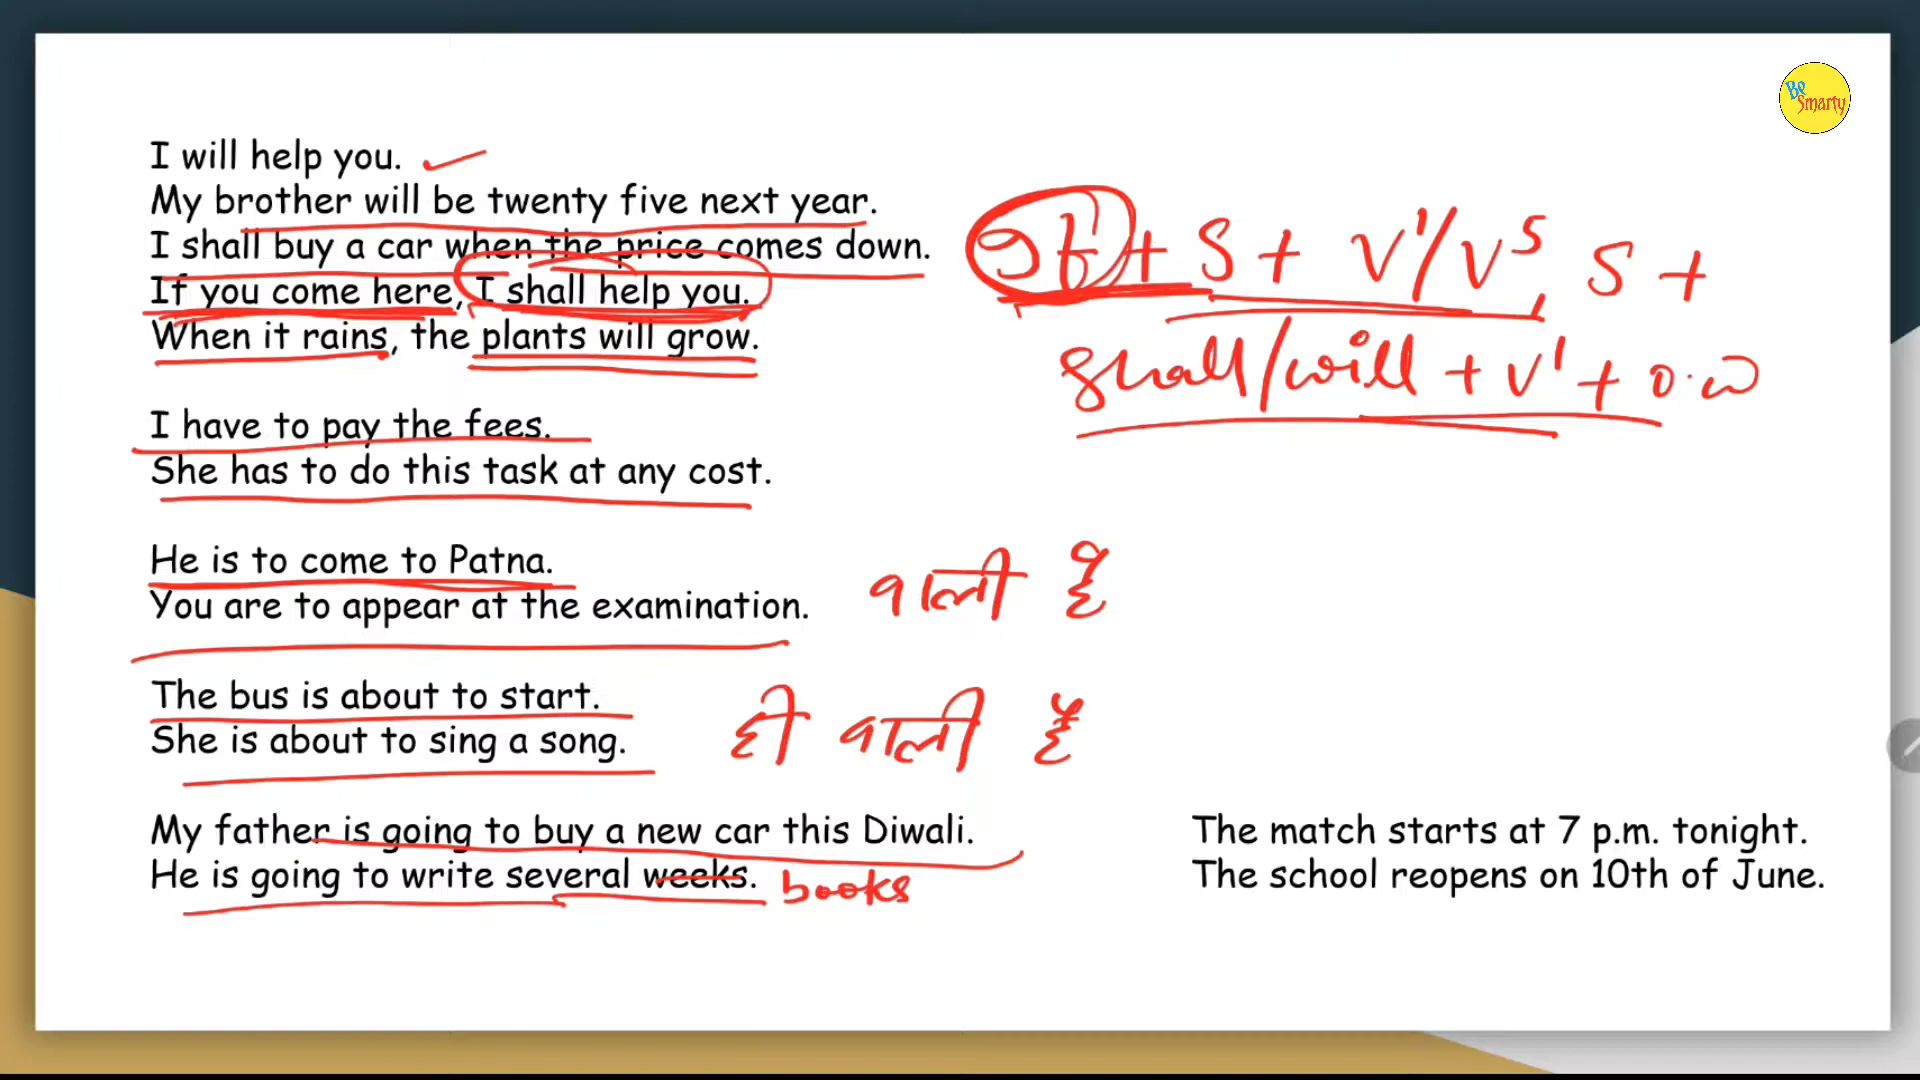 Be
Smarty
I will help you.
My brother will be twenty five next year.
I shall buy a car when the price comes down.
If you come here, I shall help you.
When it rains, the plants will grow.
If + S + V¹/V⁵, S +
shall/will + V¹ + o.w
I have to pay the fees.
She has to do this task at any cost.
He is to come to Patna.
You are to appear at the examination.
वाली है
The bus is about to start.
She is about to sing a song.
ही वाली है
My father is going to buy a new car this Diwali.
He is going to write several weeks. books
The match starts at 7 p.m. tonight.
The school reopens on 10th of June.